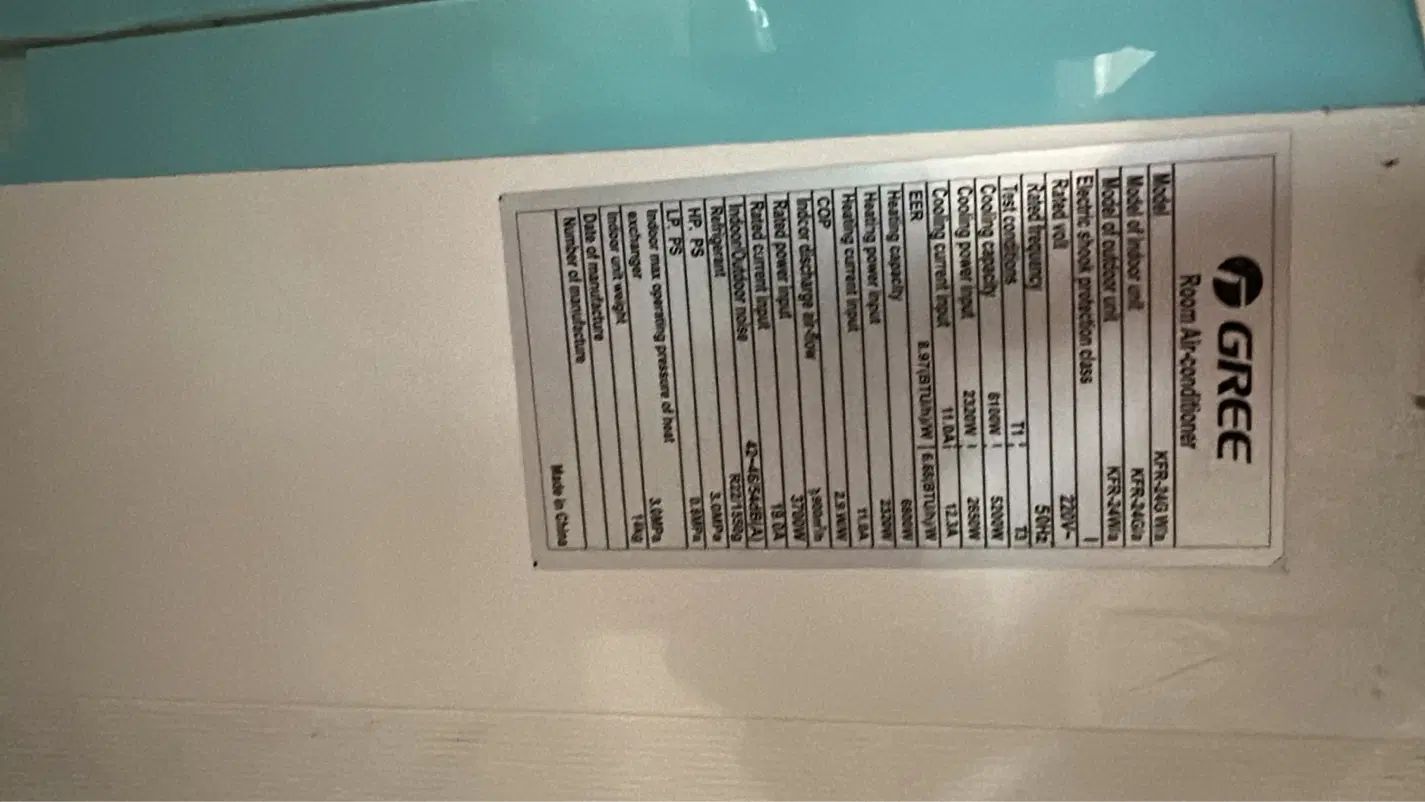 GREE
Room Air-conditioner
Model KFR-24G W/a
Model of indoor unit KFR-24G/a
Model of outdoor unit KFR-24W/a
Electric shook protection class I
Rated volt 220V~
Rated frequency 50Hz
Test conditions T1 T3
Cooling capacity 6100W 5200W
Cooling power input 2320W 2650W
Cooling current input 11.0A 12.3A
EER 8.97(BTU/h)/W 6.68(BTU/h)/W
Heating capacity 6800W
Heating power input 2320W
Heating current input 11.0A
COP 2.9 W/W
Indoor discharge air-flow
Rated power input 3700W
Rated current input 19.0A
Indoor/Outdoor noise 42~46/54dB(A)
Refrigerant R22/1550g
HP. PS 3.0MPa
LP. PS 0.8MPa
Indoor max operating pressure of heat
exchanger 3.0MPa
Indoor unit weight 14kg
Date of manufacture
Number of manufacture
Made in China